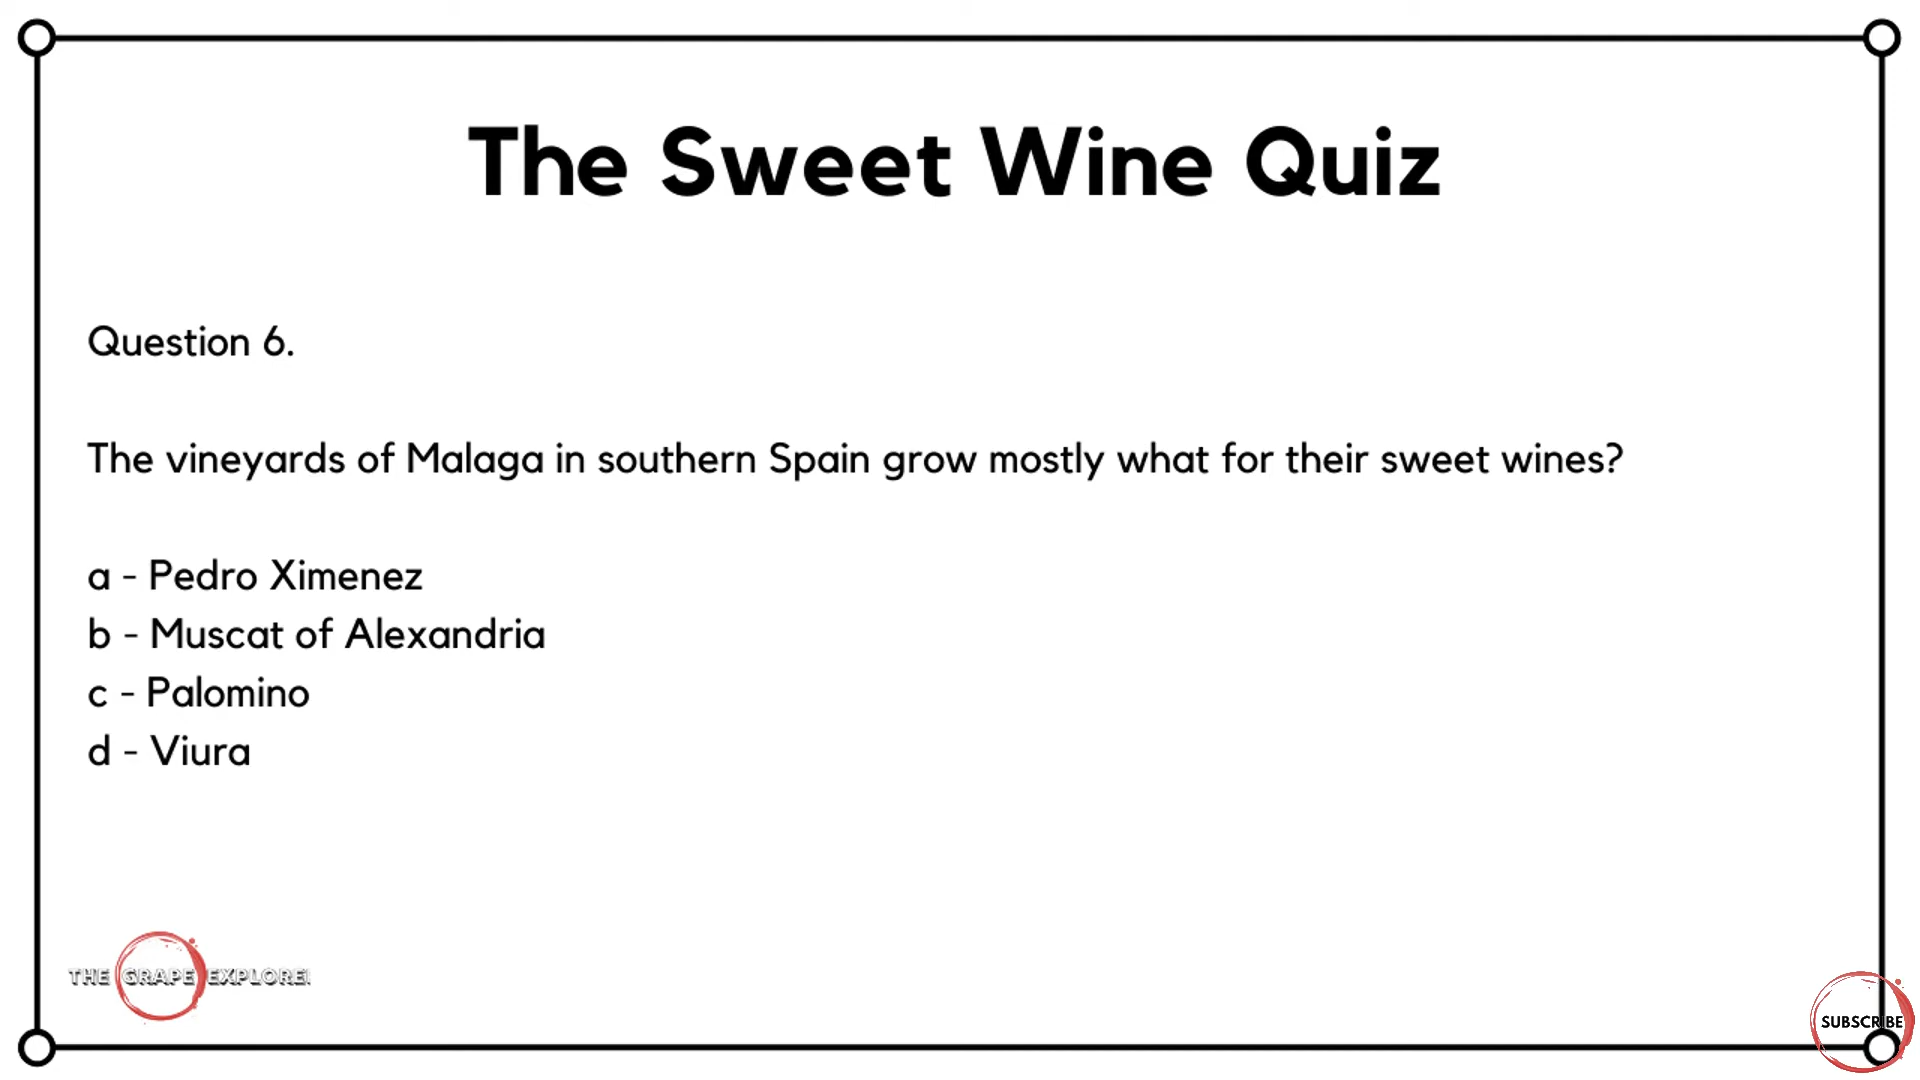 The Sweet Wine Quiz
Question 6.
The vineyards of Malaga in southern Spain grow mostly what for their sweet wines?
a - Pedro Ximenez
b - Muscat of Alexandria
c - Palomino
d - Viura
THE GRAPE EXPLORE
SUBSCRIBE